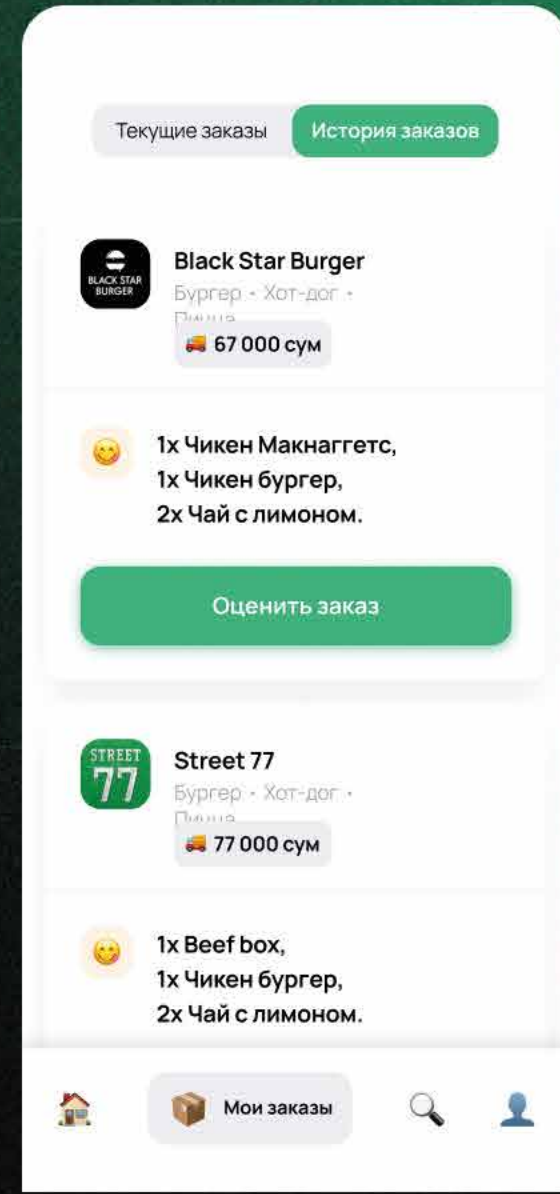 Текущие заказы
История заказов
BLACK STAR
BURGER
Black Star Burger
Бургер • Хот-дог •
Пицца
67 000 сум
1x Чикен Макнаггетс,
1x Чикен бургер,
2x Чай с лимоном.
Оценить заказ
STREET
77
Street 77
Бургер • Хот-дог •
Пицца
77 000 сум
1x Beef box,
1x Чикен бургер,
2x Чай с лимоном.
Мои заказы